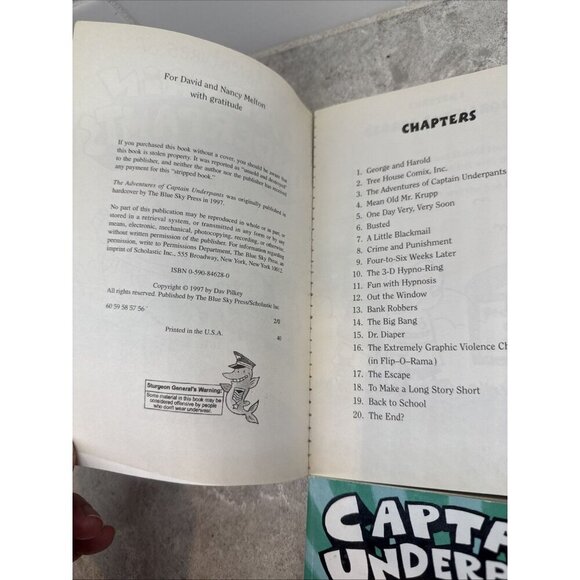 For David and Nancy Melton
with gratitude
If you purchased this book without a cover, you should be aware that
this book is stolen property. It was reported as "unsold and destroyed"
to the publisher, and neither the author nor the publisher has received
any payment for this "stripped book."
The Adventures of Captain Underpants was originally published in
hardcover by The Blue Sky Press in 1997.
No part of this publication may be reproduced in whole or in part, or
stored in a retrieval system, or transmitted in any form or by any
means, electronic, mechanical, photocopying, recording, or otherwise,
without written permission of the publisher. For information regarding
permission, write to Permissions Department, The Blue Sky Press, an
imprint of Scholastic Inc., 555 Broadway, New York, New York 10012.
ISBN 0-590-84628-0
Copyright © 1997 by Dav Pilkey
All rights reserved. Published by The Blue Sky Press/Scholastic Inc.
60 59 58 57 56
2/0
Printed in the U.S.A.
40
Sturgeon General's Warning:
Some material in this book may be
considered offensive by people
who don't wear underwear.
CHAPTERS
1. George and Harold
2. Tree House Comix, Inc.
3. The Adventures of Captain Underpants
4. Mean Old Mr. Krupp
5. One Day Very, Very Soon
6. Busted
7. A Little Blackmail
8. Crime and Punishment
9. Four-to-Six Weeks Later
10. The 3-D Hypno-Ring
11. Fun with Hypnosis
12. Out the Window
13. Bank Robbers
14. The Big Bang
15. Dr. Diaper
16. The Extremely Graphic Violence Ch
(in Flip-O-Rama)
17. The Escape
18. To Make a Long Story Short
19. Back to School
20. The End?
CAPTA
UNDERP